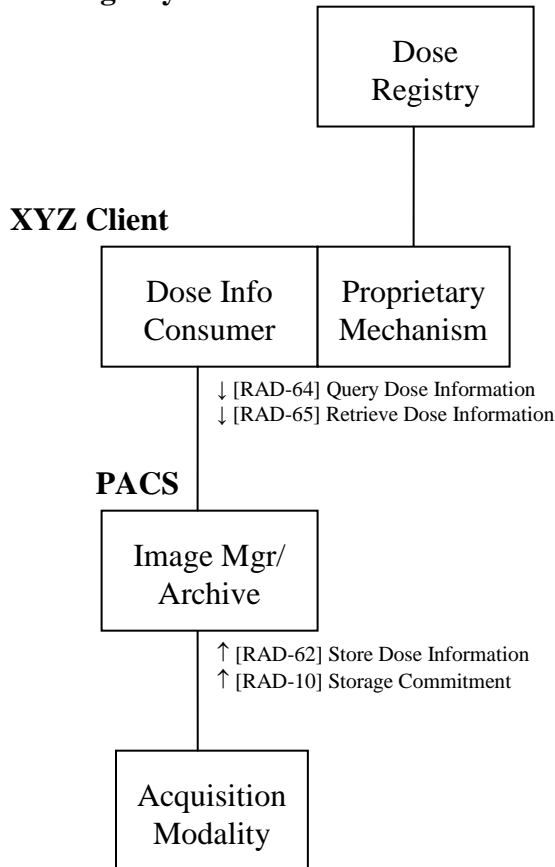 Dose
Registry
XYZ Client
Dose Info
Consumer
Proprietary
Mechanism
↓ [RAD-64] Query Dose Information
↓ [RAD-65] Retrieve Dose Information
PACS
Image Mgr/
Archive
↑ [RAD-62] Store Dose Information
↑ [RAD-10] Storage Commitment
Acquisition
Modality